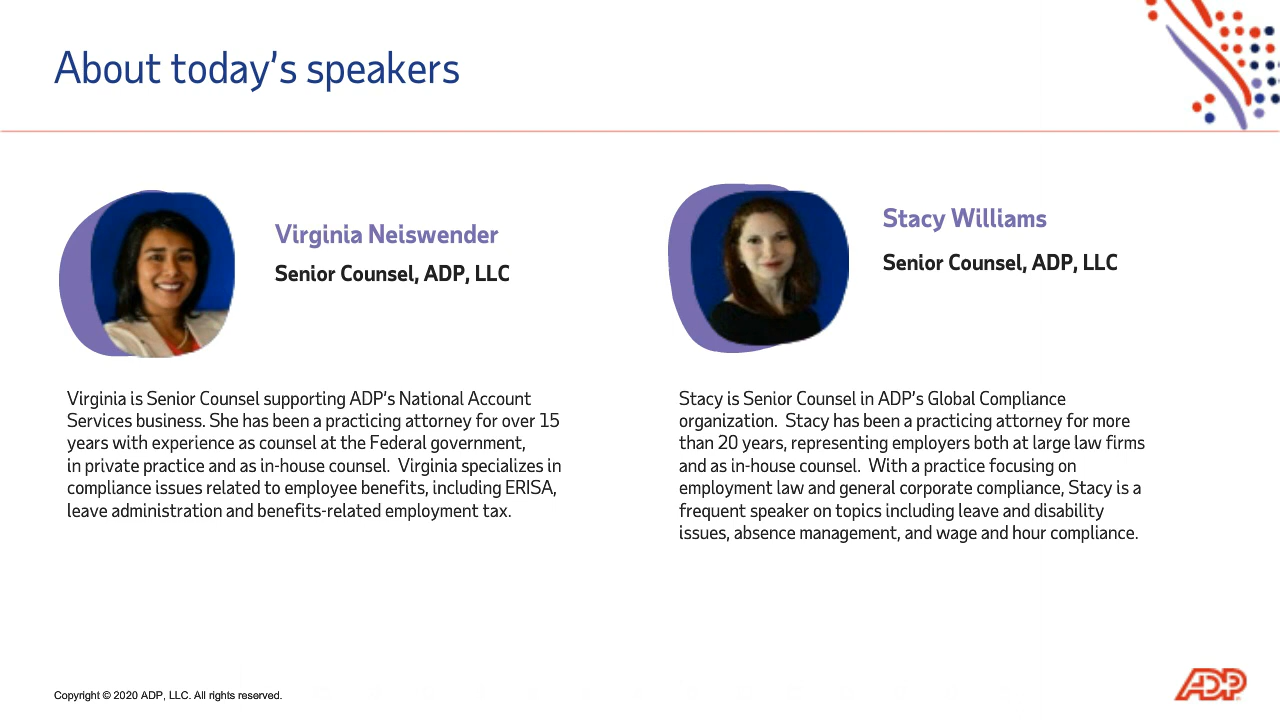 About today's speakers
Virginia Neiswender
Senior Counsel, ADP, LLC
Virginia is Senior Counsel supporting ADP's National Account
Services business. She has been a practicing attorney for over 15
years with experience as counsel at the Federal government,
in private practice and as in-house counsel.  Virginia specializes in
compliance issues related to employee benefits, including ERISA,
leave administration and benefits-related employment tax.
Stacy Williams
Senior Counsel, ADP, LLC
Stacy is Senior Counsel in ADP's Global Compliance
organization.  Stacy has been a practicing attorney for more
than 20 years, representing employers both at large law firms
and as in-house counsel.  With a practice focusing on
employment law and general corporate compliance, Stacy is a
frequent speaker on topics including leave and disability
issues, absence management, and wage and hour compliance.
Copyright © 2020 ADP, LLC. All rights reserved.
ADP